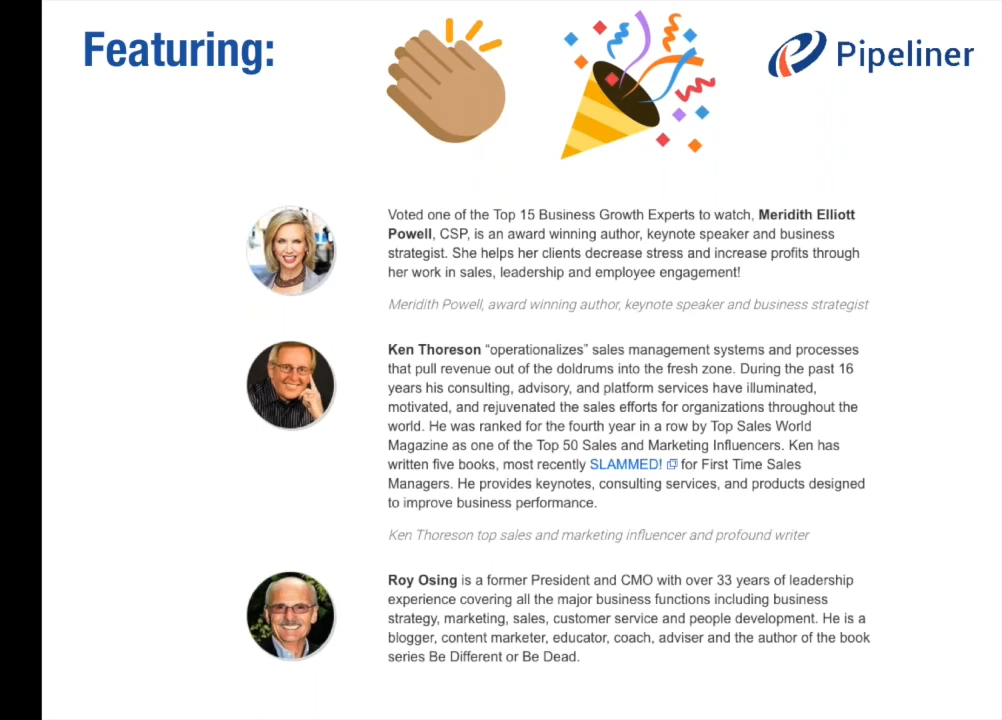 Featuring:
Pipeliner
Voted one of the Top 15 Business Growth Experts to watch, Meridith Elliott
Powell, CSP, is an award winning author, keynote speaker and business
strategist. She helps her clients decrease stress and increase profits through
her work in sales, leadership and employee engagement!
Meridith Powell, award winning author, keynote speaker and business strategist
Ken Thoreson “operationalizes” sales management systems and processes
that pull revenue out of the doldrums into the fresh zone. During the past 16
years his consulting, advisory, and platform services have illuminated,
motivated, and rejuvenated the sales efforts for organizations throughout the
world. He was ranked for the fourth year in a row by Top Sales World
Magazine as one of the Top 50 Sales and Marketing Influencers. Ken has
written five books, most recently SLAMMED! for First Time Sales
Managers. He provides keynotes, consulting services, and products designed
to improve business performance.
Ken Thoreson top sales and marketing influencer and profound writer
Roy Osing is a former President and CMO with over 33 years of leadership
experience covering all the major business functions including business
strategy, marketing, sales, customer service and people development. He is a
blogger, content marketer, educator, coach, adviser and the author of the book
series Be Different or Be Dead.